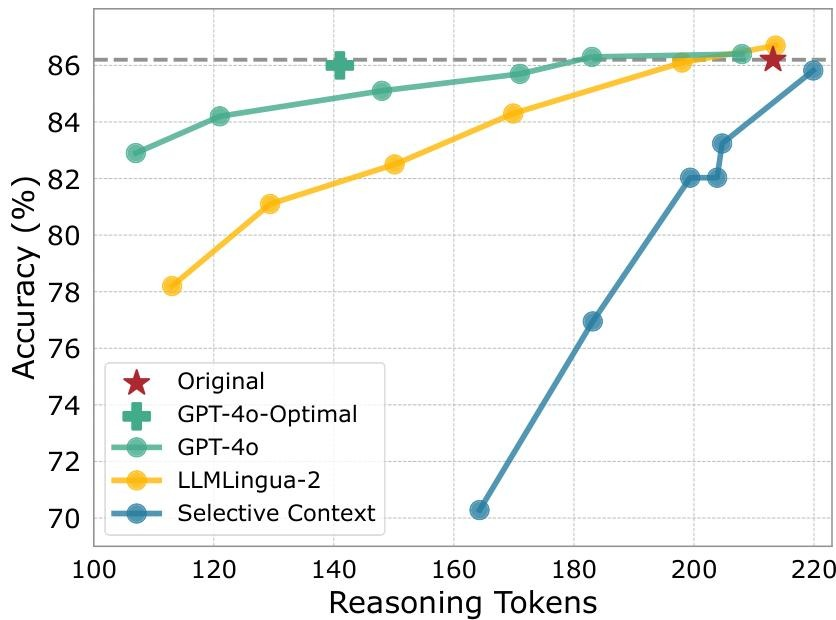 Accuracy (%)
86
84
82
80
78
76
74
72
70
Original
GPT-4o-Optimal
GPT-4o
LLMLingua-2
Selective Context
100 120 140 160 180 200 220
Reasoning Tokens